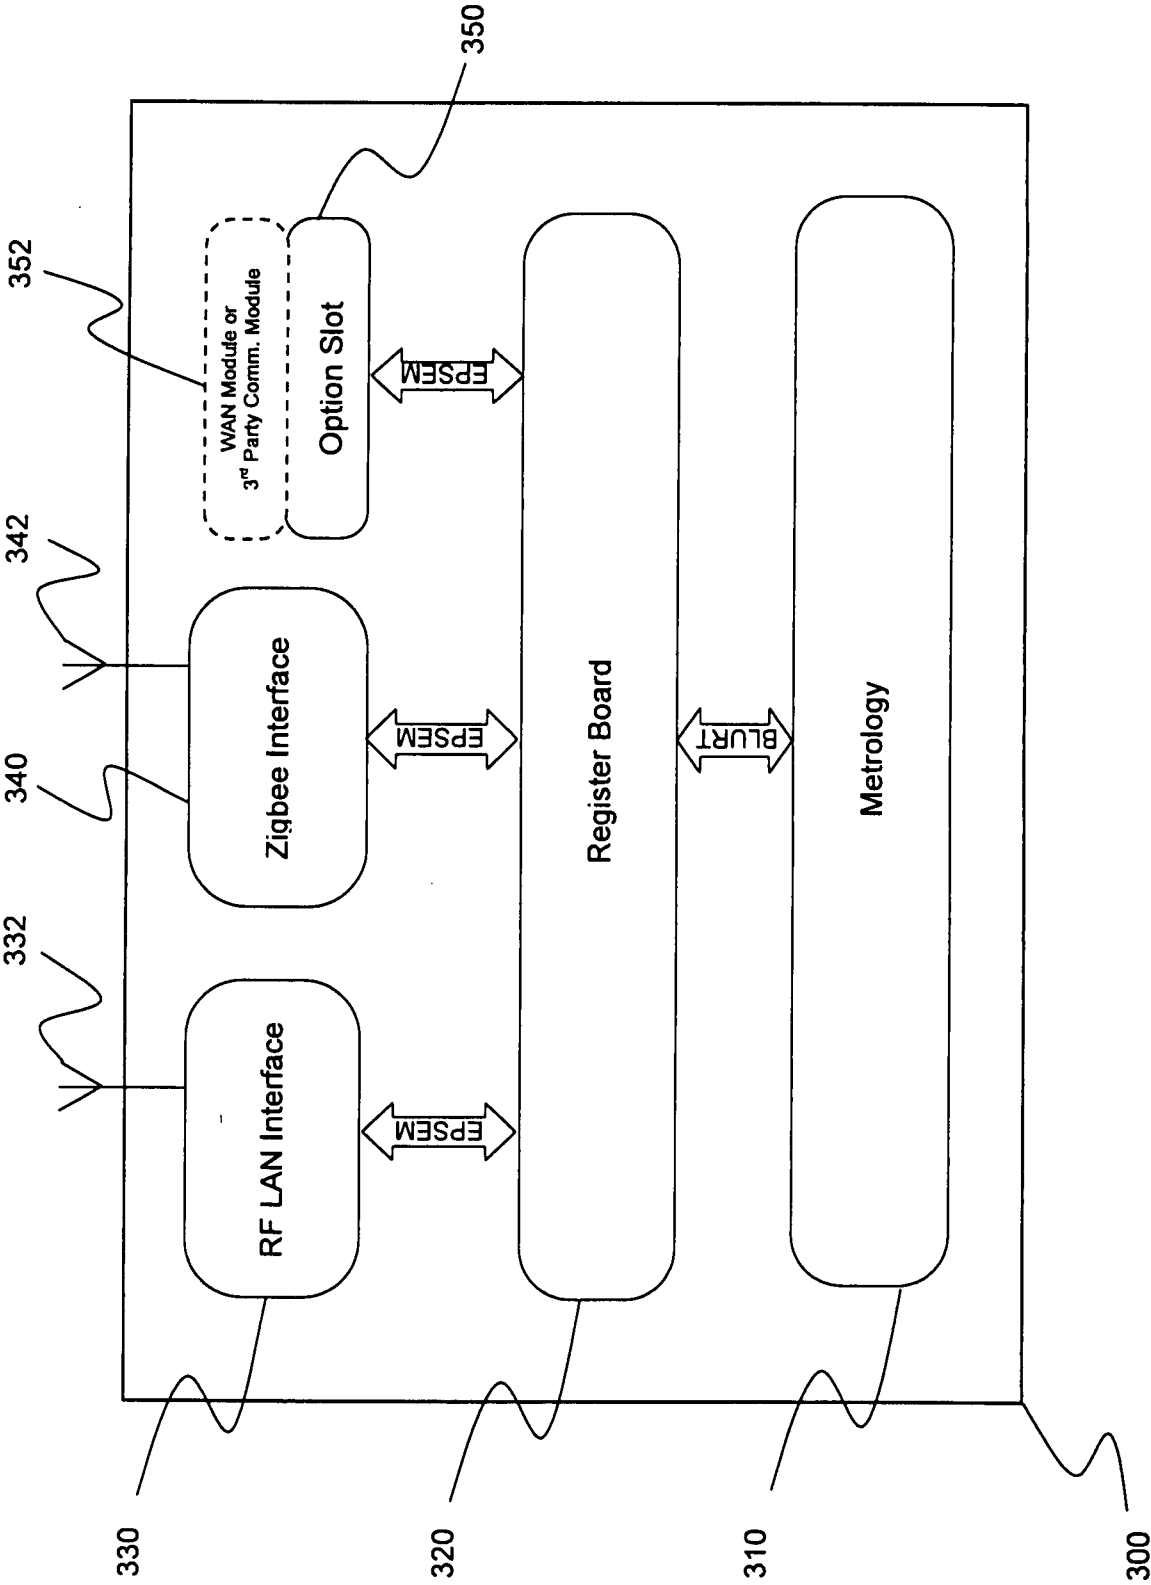 332
342
352
350
340
WAN Module or
3rd Party Comm. Module
Option Slot
Zigbee Interface
RF LAN Interface
EPSEM
EPSEM
EPSEM
Register Board
BLURT
Metrology
330
320
310
300